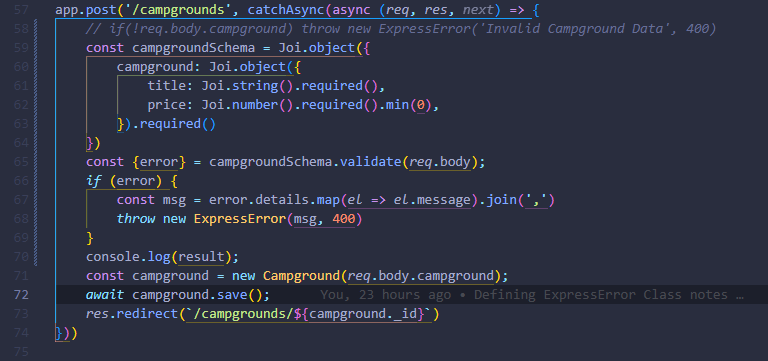 57 app.post('/campgrounds', catchAsync(async (req, res, next) => {
58     // if(!req.body.campground) throw new ExpressError('Invalid Campground Data', 400)
59     const campgroundSchema = Joi.object({
60         campground: Joi.object({
61             title: Joi.string().required(),
62             price: Joi.number().required().min(0),
63         }).required()
64     })
65     const {error} = campgroundSchema.validate(req.body);
66     if (error) {
67         const msg = error.details.map(el => el.message).join(',')
68         throw new ExpressError(msg, 400)
69     }
70     console.log(result);
71     const campground = new Campground(req.body.campground);
72     await campground.save();     You, 23 hours ago • Defining ExpressError Class notes …
73     res.redirect(`/campgrounds/${campground._id}`)
74 }))
75